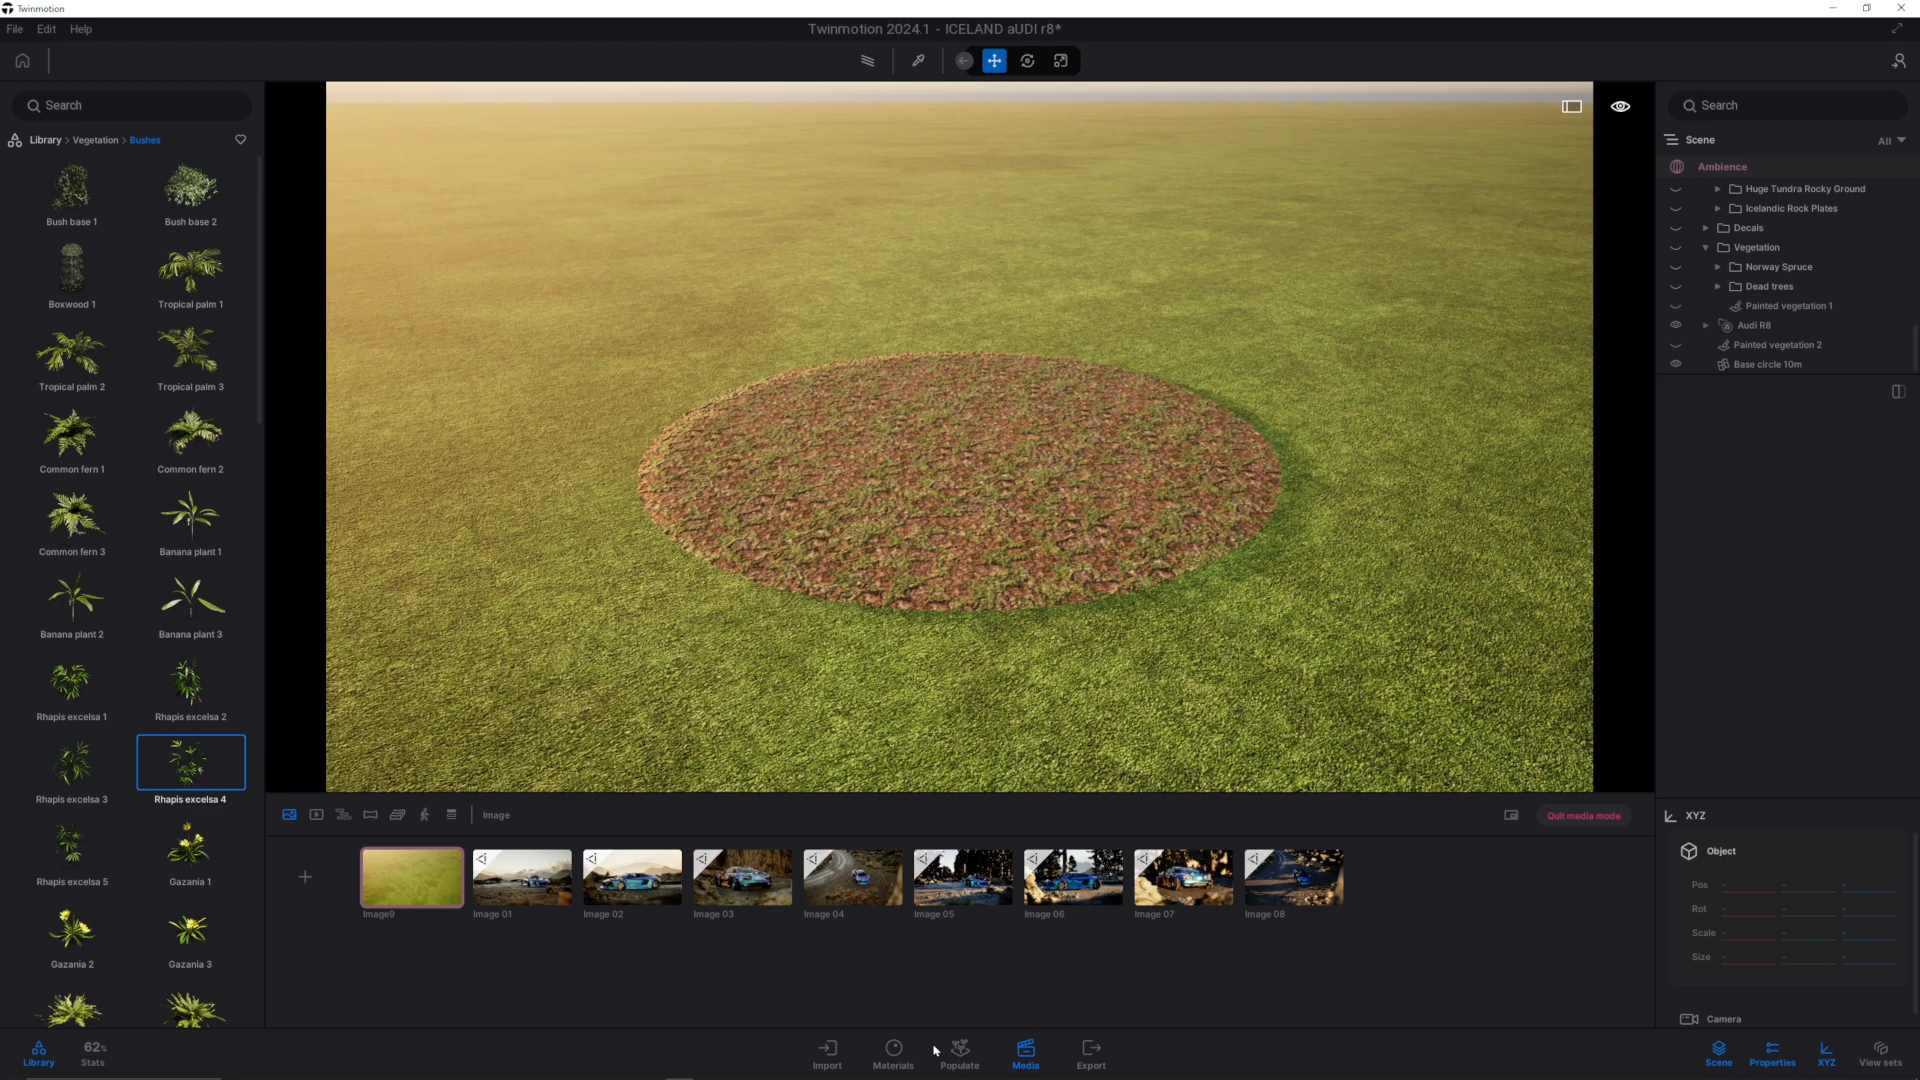 Twinmotion
File Edit Help
Twinmotion 2024.1 - ICELAND aUDI r8*
Search
Library > Vegetation > Bushes
Bush base 1
Bush base 2
Boxwood 1
Tropical palm 1
Tropical palm 2
Tropical palm 3
Common fern 1
Common fern 2
Common fern 3
Banana plant 1
Banana plant 2
Banana plant 3
Rhapis excelsa 1
Rhapis excelsa 2
Rhapis excelsa 3
Rhapis excelsa 4
Rhapis excelsa 5
Gazania 1
Gazania 2
Gazania 3
Search
Scene
All
Ambience
Huge Tundra Rocky Ground
Icelandic Rock Plates
Decals
Vegetation
Norway Spruce
Dead trees
Painted vegetation 1
Audi R8
Painted vegetation 2
Base circle 10m
Image
Quit media mode
Image9
Image 01
Image 02
Image 03
Image 04
Image 05
Image 06
Image 07
Image 08
XYZ
Object
Pos - - -
Rot - - -
Scale - - -
Size - - -
Camera
Library
62%
Stats
Import
Materials
Populate
Media
Export
Scene
Properties
XYZ
View sets